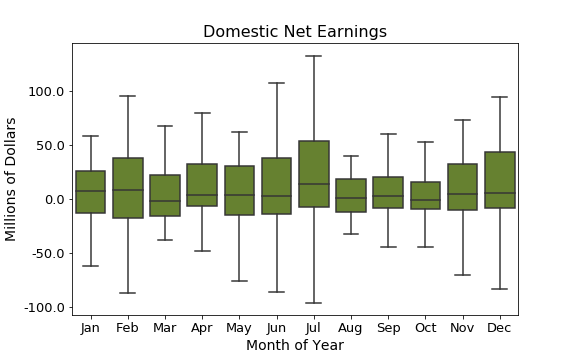 Domestic Net Earnings
Millions of Dollars
100.0
50.0
0.0
-50.0
-100.0
Jan Feb Mar Apr May Jun Jul Aug Sep Oct Nov Dec
Month of Year